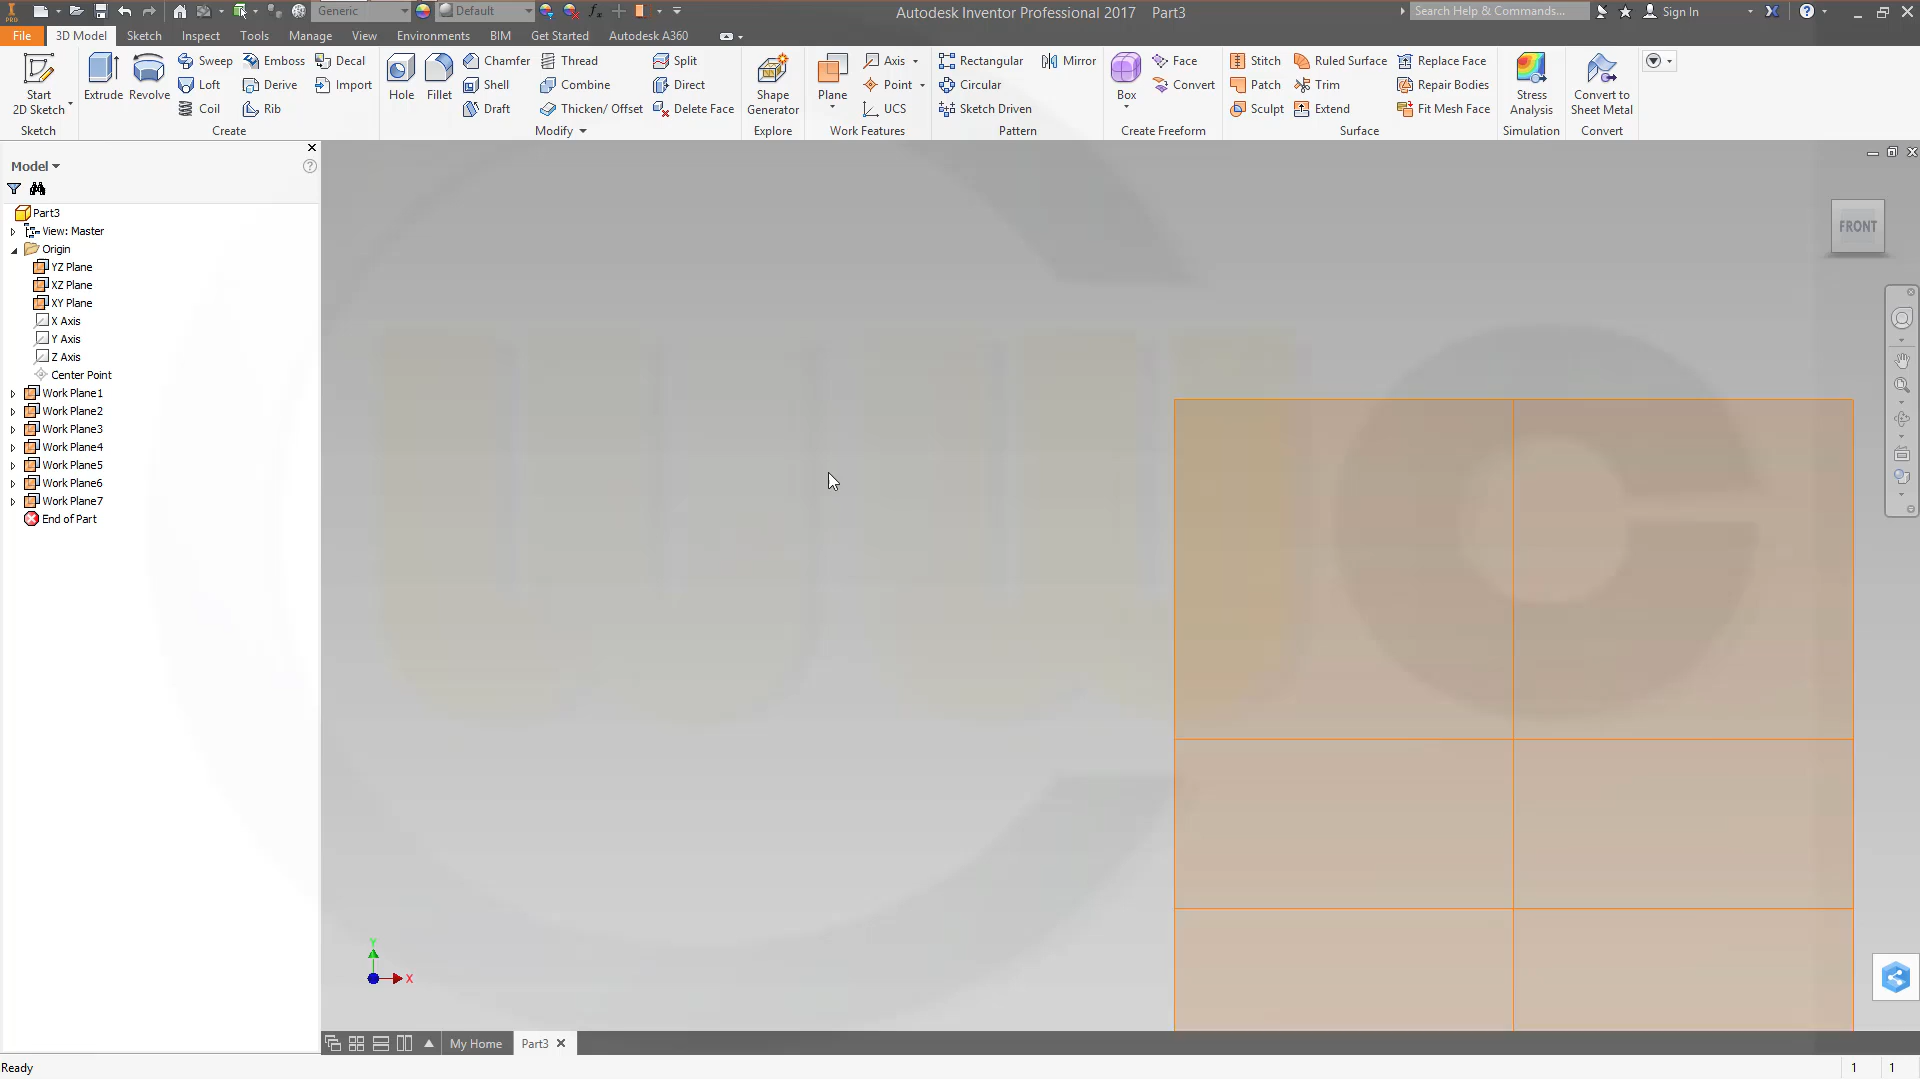 Generic
Default
Autodesk Inventor Professional 2017 Part3
Search Help & Commands...
Sign In
File
3D Model
Sketch
Inspect
Tools
Manage
View
Environments
BIM
Get Started
Autodesk A360
Start
2D Sketch
Sketch
Extrude
Revolve
Sweep
Loft
Coil
Emboss
Derive
Rib
Decal
Import
Create
Hole
Fillet
Chamfer
Shell
Draft
Thread
Combine
Thicken/ Offset
Split
Direct
Delete Face
Modify
Shape
Generator
Explore
Plane
Axis
Point
UCS
Work Features
Rectangular
Circular
Sketch Driven
Mirror
Pattern
Box
Face
Convert
Create Freeform
Stitch
Patch
Sculpt
Ruled Surface
Trim
Extend
Replace Face
Repair Bodies
Fit Mesh Face
Surface
Stress
Analysis
Simulation
Convert to
Sheet Metal
Convert
Model
Part3
View: Master
Origin
YZ Plane
XZ Plane
XY Plane
X Axis
Y Axis
Z Axis
Center Point
Work Plane1
Work Plane2
Work Plane3
Work Plane4
Work Plane5
Work Plane6
Work Plane7
End of Part
FRONT
Y
X
My Home
Part3
Ready
1 1